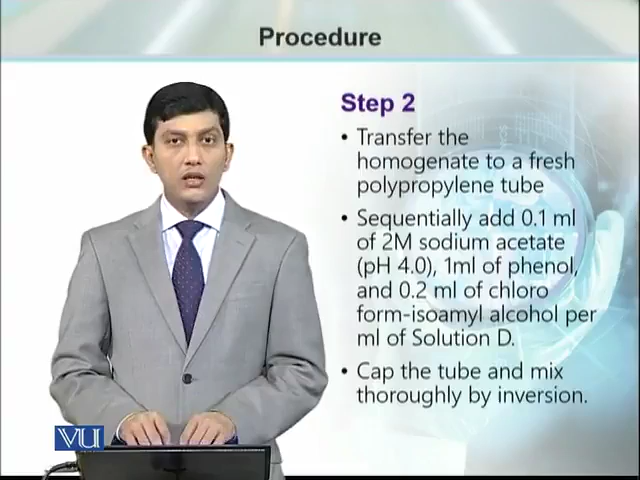 Procedure
Step 2
• Transfer the
homogenate to a fresh
polypropylene tube
• Sequentially add 0.1 ml
of 2M sodium acetate
(pH 4.0), 1ml of phenol,
and 0.2 ml of chloro
form-isoamyl alcohol per
ml of Solution D.
• Cap the tube and mix
thoroughly by inversion.
VU